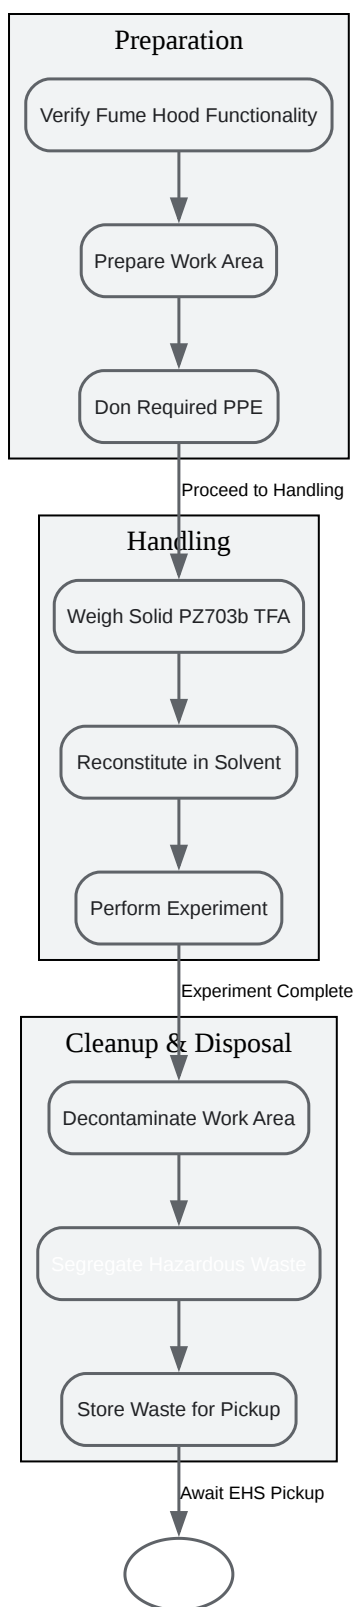 Preparation
Verify Fume Hood Functionality
Prepare Work Area
Don Required PPE
Proceed to Handling
Handling
Weigh Solid PZ703b TFA
Reconstitute in Solvent
Perform Experiment
Experiment Complete
Cleanup & Disposal
Decontaminate Work Area
Segregate Hazardous Waste
Store Waste for Pickup
Await EHS Pickup